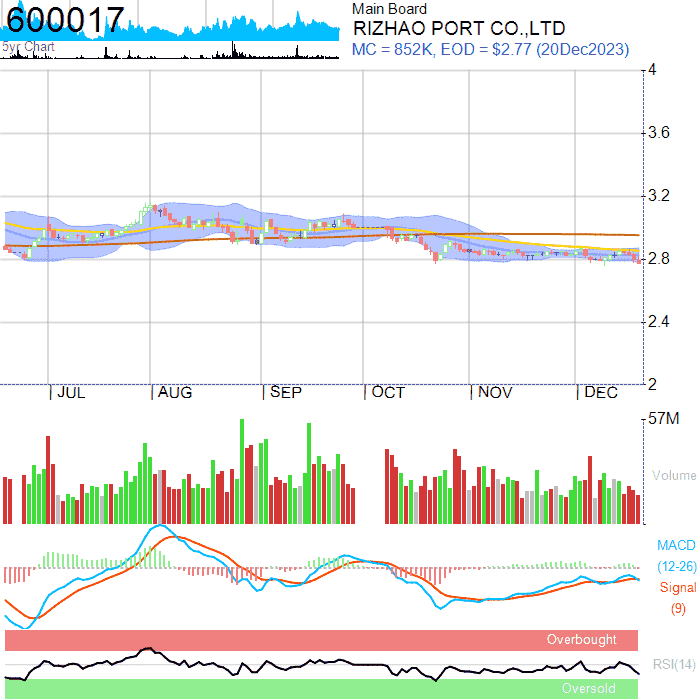 600017
5yr Chart
Main Board
RIZHAO PORT CO.,LTD
MC = 852K, EOD = $2.77 (20Dec2023)
4
3.6
3.2
2.8
2.4
2
JUL
AUG
SEP
OCT
NOV
DEC
57M
Volume
MACD
(12-26)
Signal
(9)
Overbought
RSI(14)
Oversold